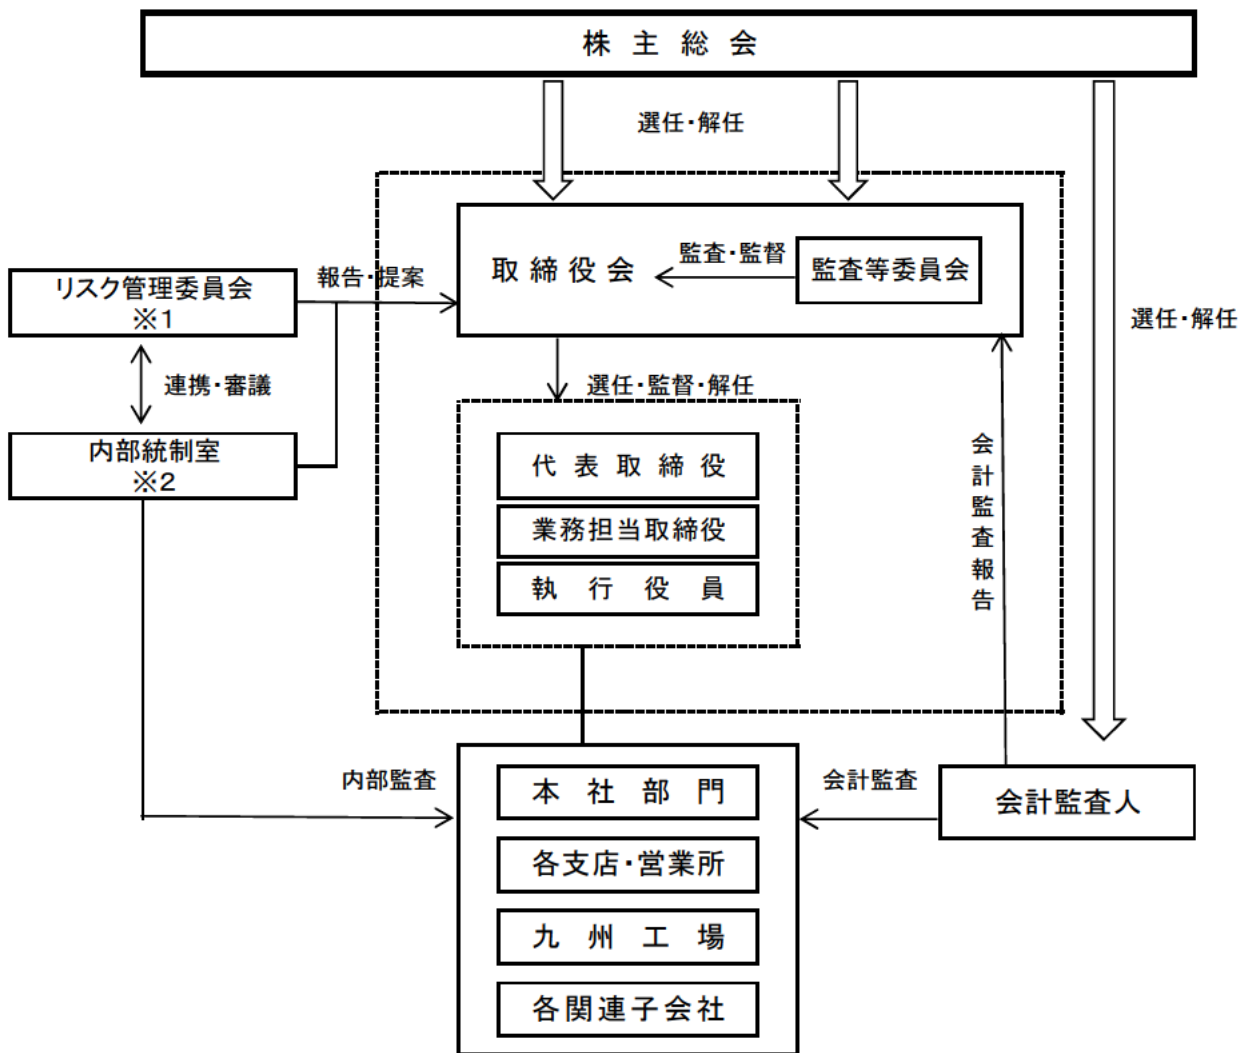 株主総会
選任・解任
取締役会
監査・監督
監査等委員会
報告・提案
リスク管理委員会
※1
選任・解任
連携・審議
選任・監督・解任
内部統制室
※2
代表取締役
業務担当取締役
執行役員
会計監査報告
内部監査
本社部門
会計監査
会計監査人
各支店・営業所
九州工場
各関連子会社